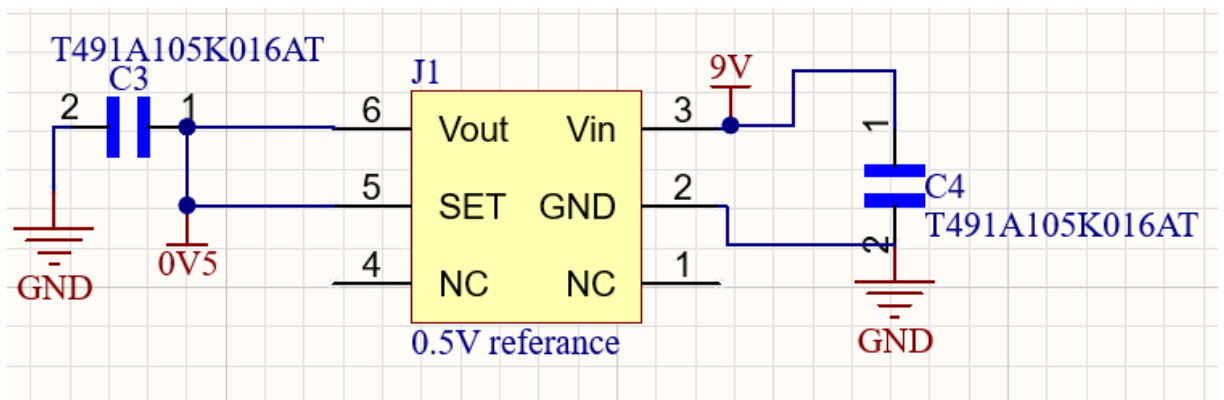 T491A105K016AT
C3
2
1
GND
0V5
J1
6
Vout
Vin
3
5
SET
GND
2
4
NC
NC
1
0.5V referance
9V
1
C4
T491A105K016AT
2
GND